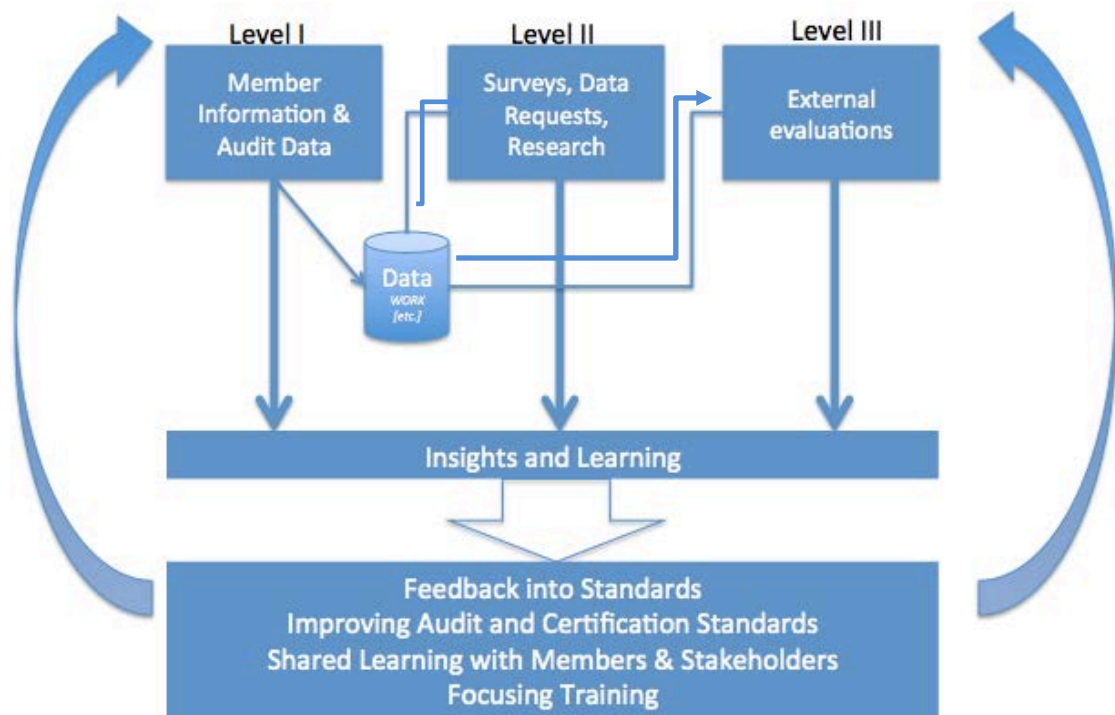 Level I
Level II
Level III
Member
Information &
Audit Data
Surveys, Data
Requests,
Research
External
evaluations
Data
WORK
[etc.]
Insights and Learning
Feedback into Standards
Improving Audit and Certification Standards
Shared Learning with Members & Stakeholders
Focusing Training